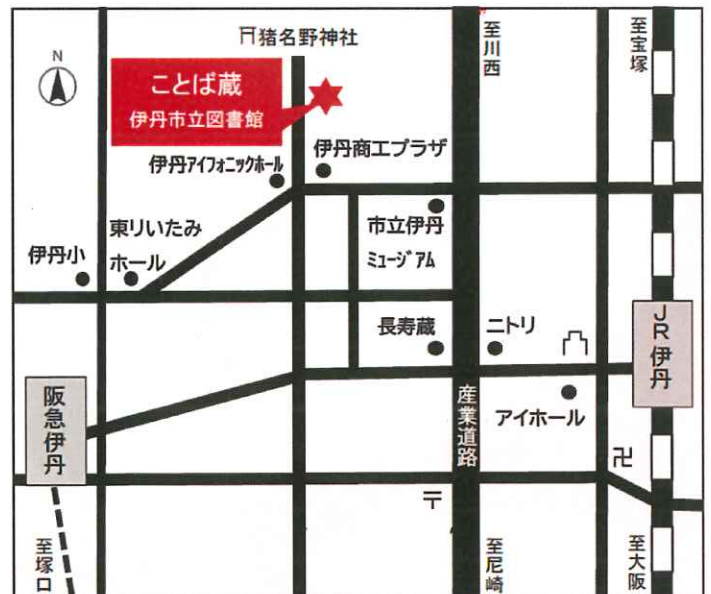 猪名野神社
至川西
至宝塚
N
ことば蔵
伊丹市立図書館
伊丹商工プラザ
伊丹アイフォニックホール
東りいたみ
ホール
市立伊丹
ミュージアム
伊丹小
長寿蔵
ニトリ
JR伊丹
阪急伊丹
産業道路
アイホール
卍
〒
至塚口
至尼崎
至大阪